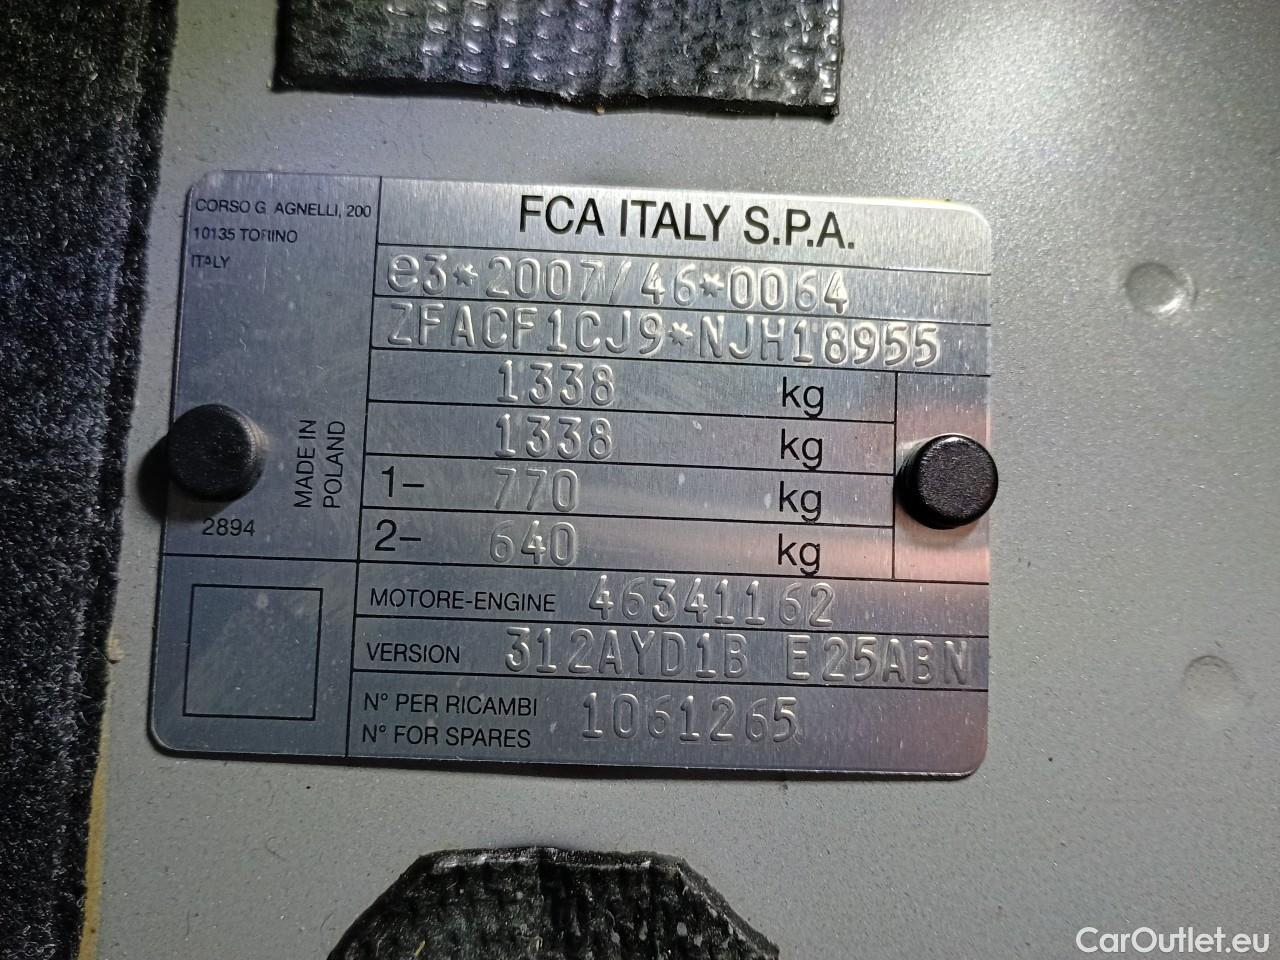 CORSO G. AGNELLI, 200
10135 TORINO
ITALY
FCA ITALY S.P.A.
e3*2007/46*0064
ZFACF1CJ9*NJH18955
1338 kg
1338 kg
1- 770 kg
2- 640 kg
MADE IN
POLAND
2894
MOTORE-ENGINE 46341162
VERSION 312AYD1B E25ABN
N° PER RICAMBI
N° FOR SPARES
1061265
CarOutlet.eu